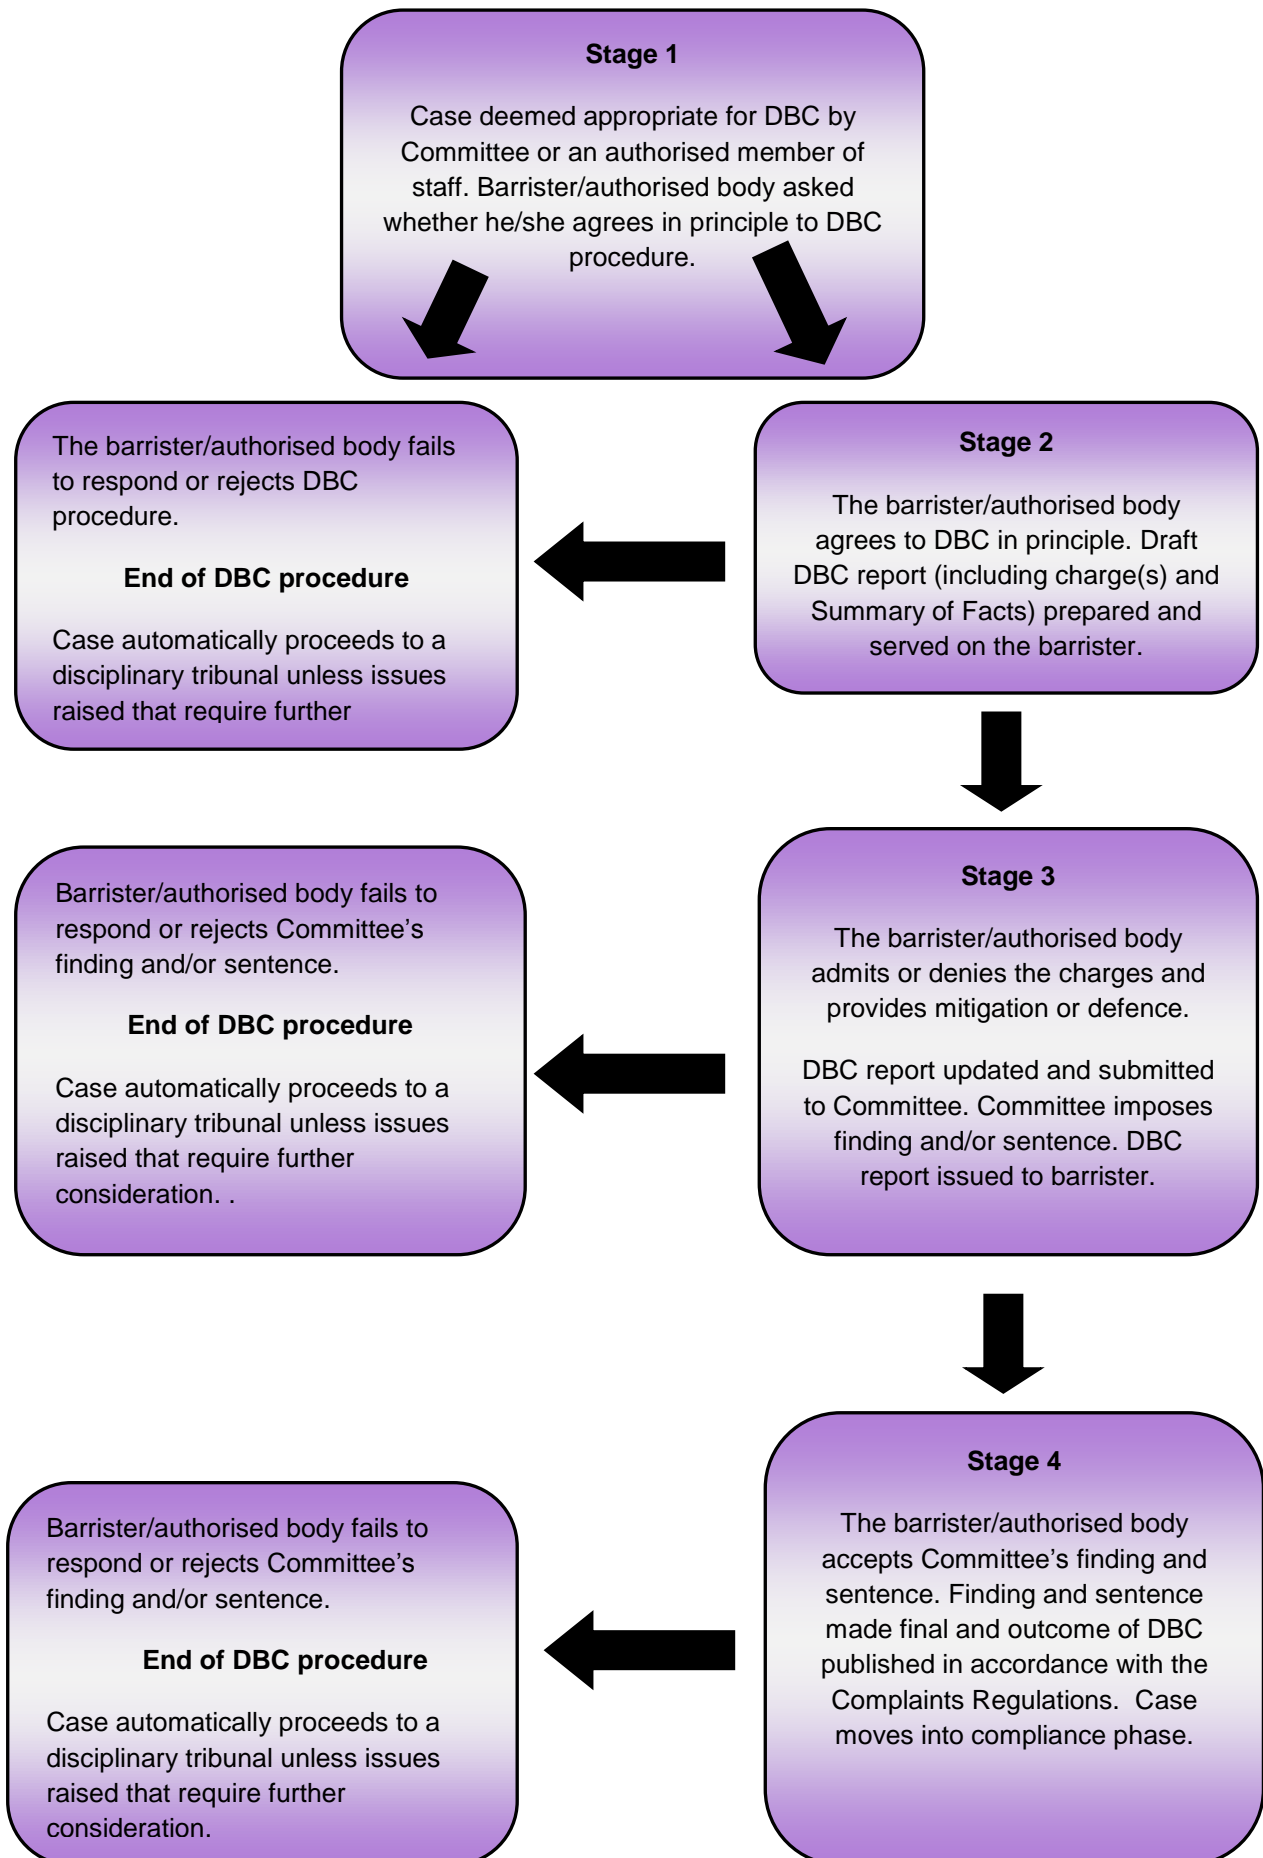 Stage 1
Case deemed appropriate for DBC by
Committee or an authorised member of
staff. Barrister/authorised body asked
whether he/she agrees in principle to DBC
procedure.
The barrister/authorised body fails
to respond or rejects DBC
procedure.
End of DBC procedure
Case automatically proceeds to a
disciplinary tribunal unless issues
raised that require further
Stage 2
The barrister/authorised body
agrees to DBC in principle. Draft
DBC report (including charge(s) and
Summary of Facts) prepared and
served on the barrister.
Barrister/authorised body fails to
respond or rejects Committee’s
finding and/or sentence.
End of DBC procedure
Case automatically proceeds to a
disciplinary tribunal unless issues
raised that require further
consideration. .
Stage 3
The barrister/authorised body
admits or denies the charges and
provides mitigation or defence.
DBC report updated and submitted
to Committee. Committee imposes
finding and/or sentence. DBC
report issued to barrister.
Barrister/authorised body fails to
respond or rejects Committee’s
finding and/or sentence.
End of DBC procedure
Case automatically proceeds to a
disciplinary tribunal unless issues
raised that require further
consideration.
Stage 4
The barrister/authorised body
accepts Committee’s finding and
sentence. Finding and sentence
made final and outcome of DBC
published in accordance with the
Complaints Regulations.  Case
moves into compliance phase.